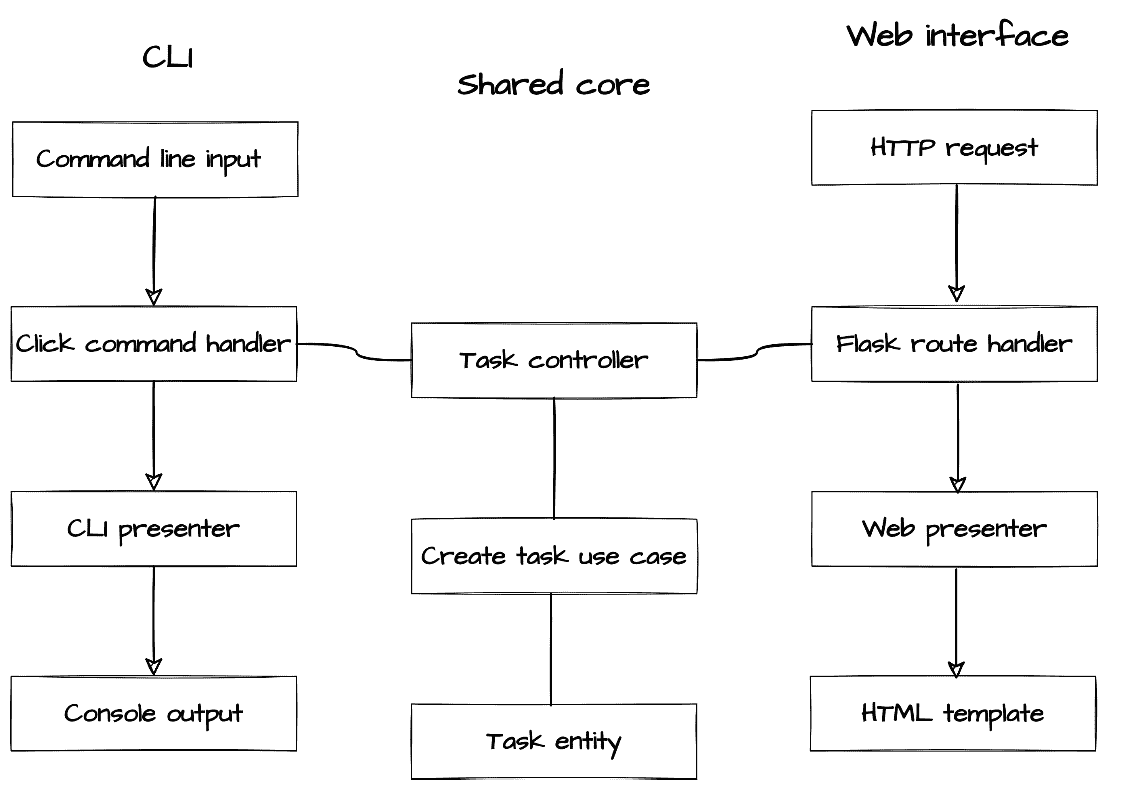 CLI
Command line input
Click command handler
CLI presenter
Console output
Shared core
Task controller
Create task use case
Task entity
Web interface
HTTP request
Flask route handler
Web presenter
HTML template